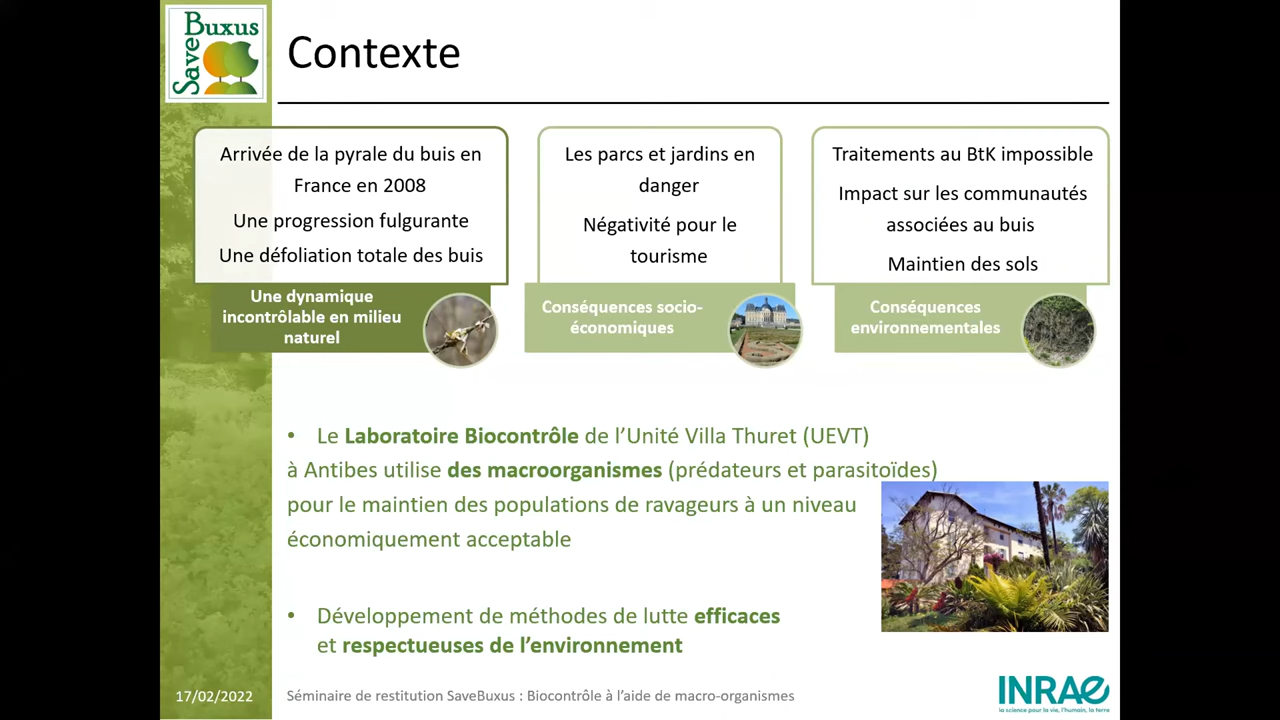 Save Buxus
Contexte
Arrivée de la pyrale du buis en
France en 2008
Une progression fulgurante
Une défoliation totale des buis
Une dynamique
incontrôlable en milieu
naturel
Les parcs et jardins en
danger
Négativité pour le
tourisme
Conséquences socio-
économiques
Traitements au BtK impossible
Impact sur les communautés
associées au buis
Maintien des sols
Conséquences
environnementales
• Le Laboratoire Biocontrôle de l’Unité Villa Thuret (UEVT)
à Antibes utilise des macroorganismes (prédateurs et parasitoïdes)
pour le maintien des populations de ravageurs à un niveau
économiquement acceptable
• Développement de méthodes de lutte efficaces
et respectueuses de l’environnement
17/02/2022
Séminaire de restitution SaveBuxus : Biocontrôle à l’aide de macro-organismes
INRAE
la science pour la vie, l’humain, la terre